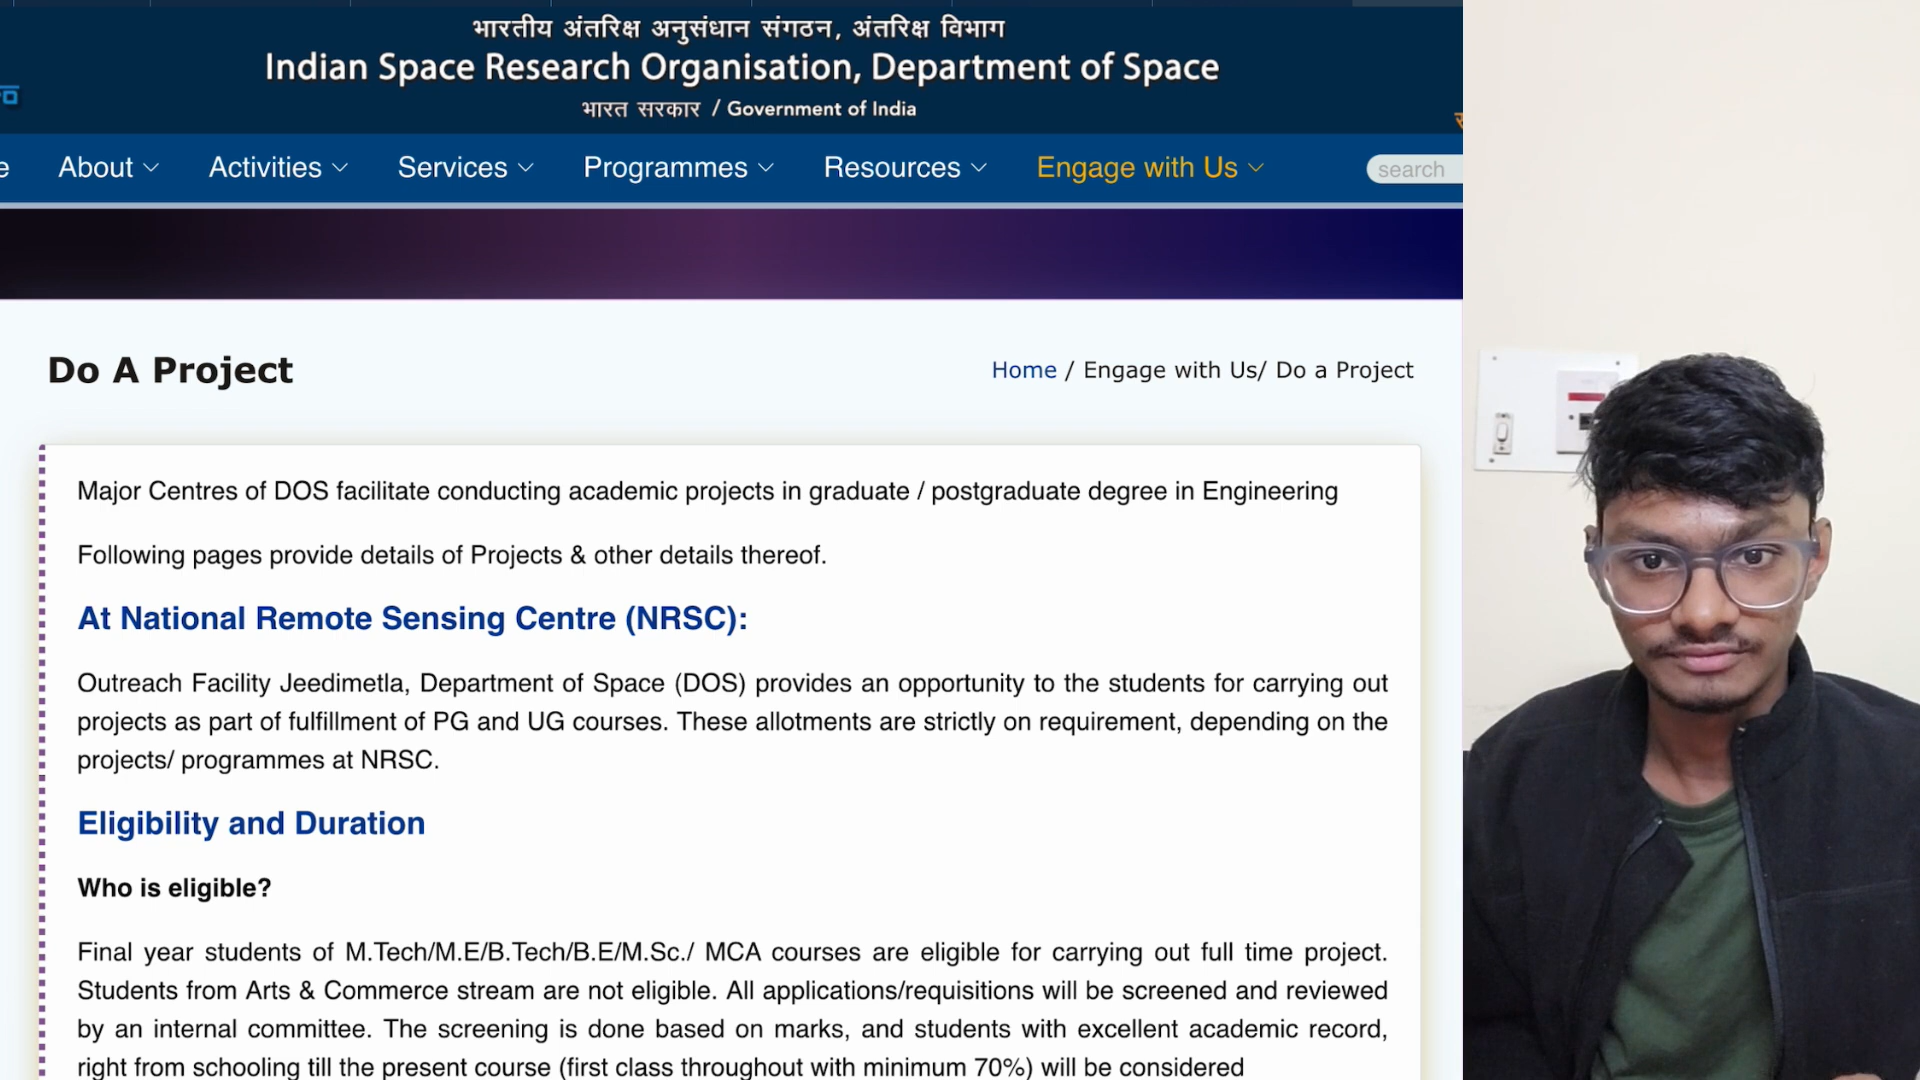 भारतीय अंतरिक्ष अनुसंधान संगठन, अंतरिक्ष विभाग
Indian Space Research Organisation, Department of Space
भारत सरकार / Government of India
About Activities Services Programmes Resources Engage with Us search
Do A Project
Home / Engage with Us/ Do a Project
Major Centres of DOS facilitate conducting academic projects in graduate / postgraduate degree in Engineering
Following pages provide details of Projects & other details thereof.
At National Remote Sensing Centre (NRSC):
Outreach Facility Jeedimetla, Department of Space (DOS) provides an opportunity to the students for carrying out
projects as part of fulfillment of PG and UG courses. These allotments are strictly on requirement, depending on the
projects/ programmes at NRSC.
Eligibility and Duration
Who is eligible?
Final year students of M.Tech/M.E/B.Tech/B.E/M.Sc./ MCA courses are eligible for carrying out full time project.
Students from Arts & Commerce stream are not eligible. All applications/requisitions will be screened and reviewed
by an internal committee. The screening is done based on marks, and students with excellent academic record,
right from schooling till the present course (first class throughout with minimum 70%) will be considered